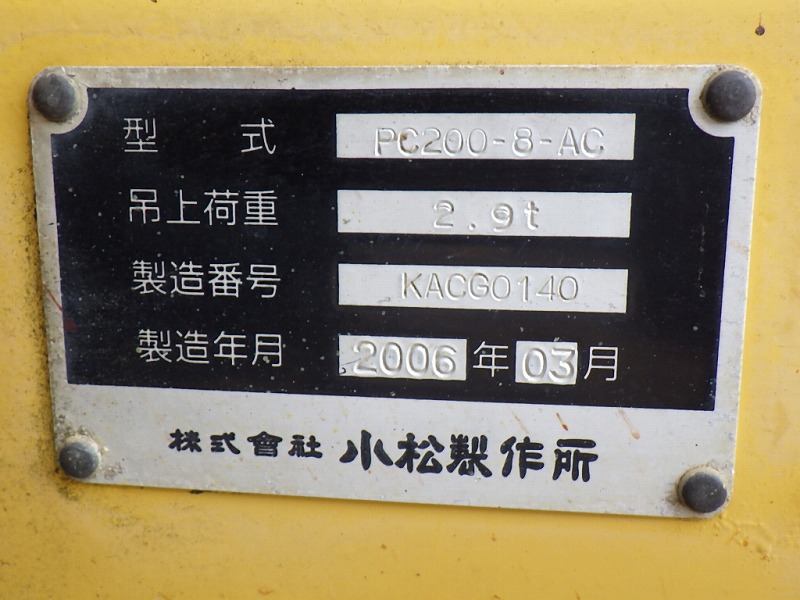 型 式 PC200-8-AC
吊上荷重 2.9t
製造番号 KACG0140
製造年月 2006年03月
株式會社 小松製作所